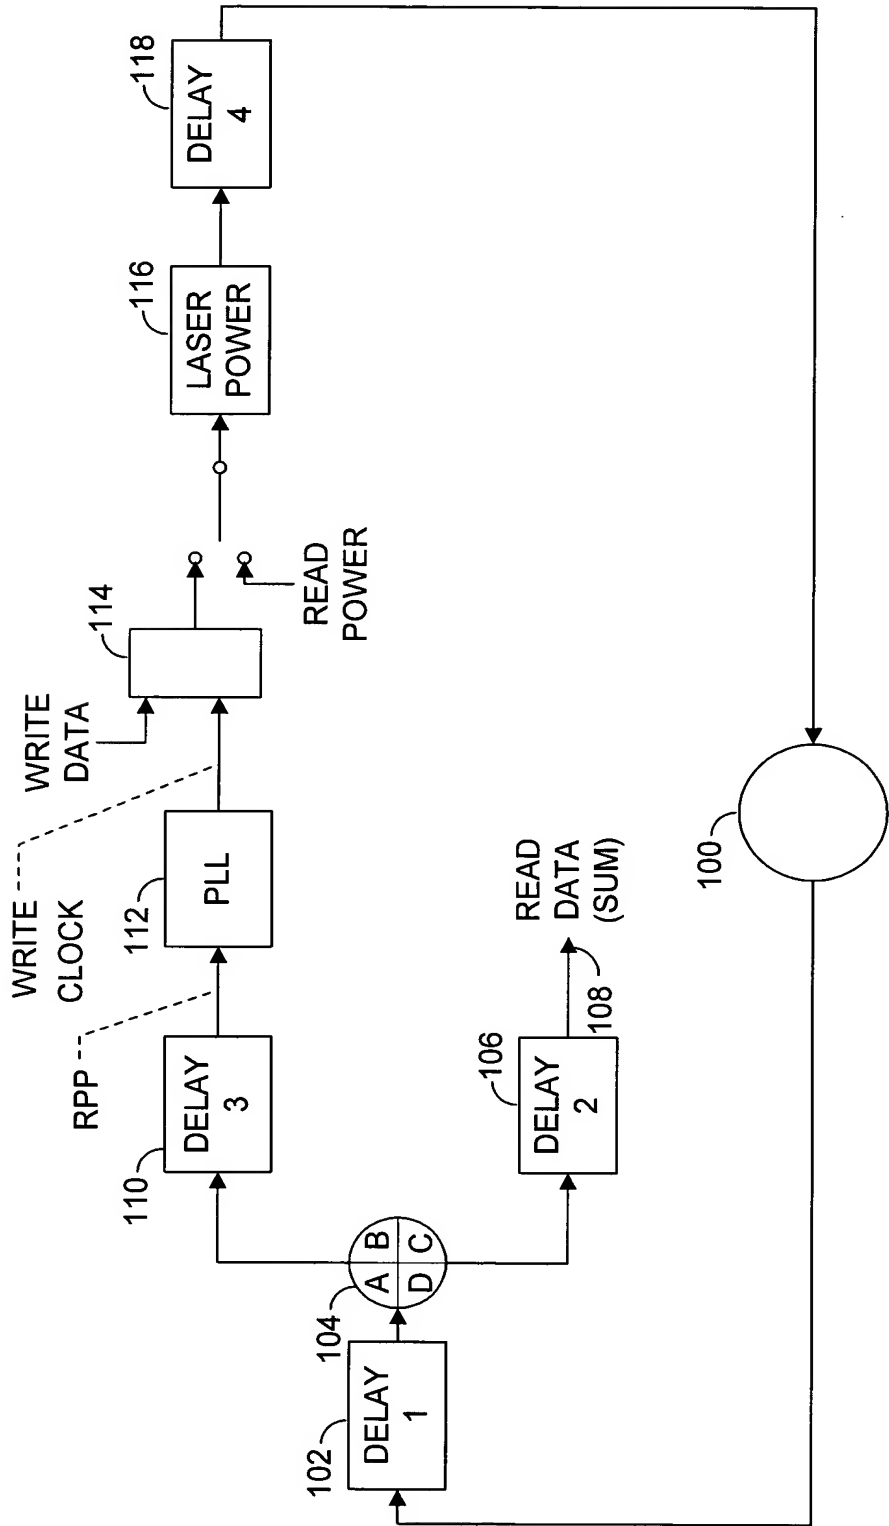 WRITE
CLOCK
RPP
WRITE
DATA
110
DELAY
3
112
PLL
114
READ
POWER
116
LASER
POWER
118
DELAY
4
102
DELAY
1
104
A
B
D
C
106
DELAY
2
108
READ
DATA
(SUM)
100